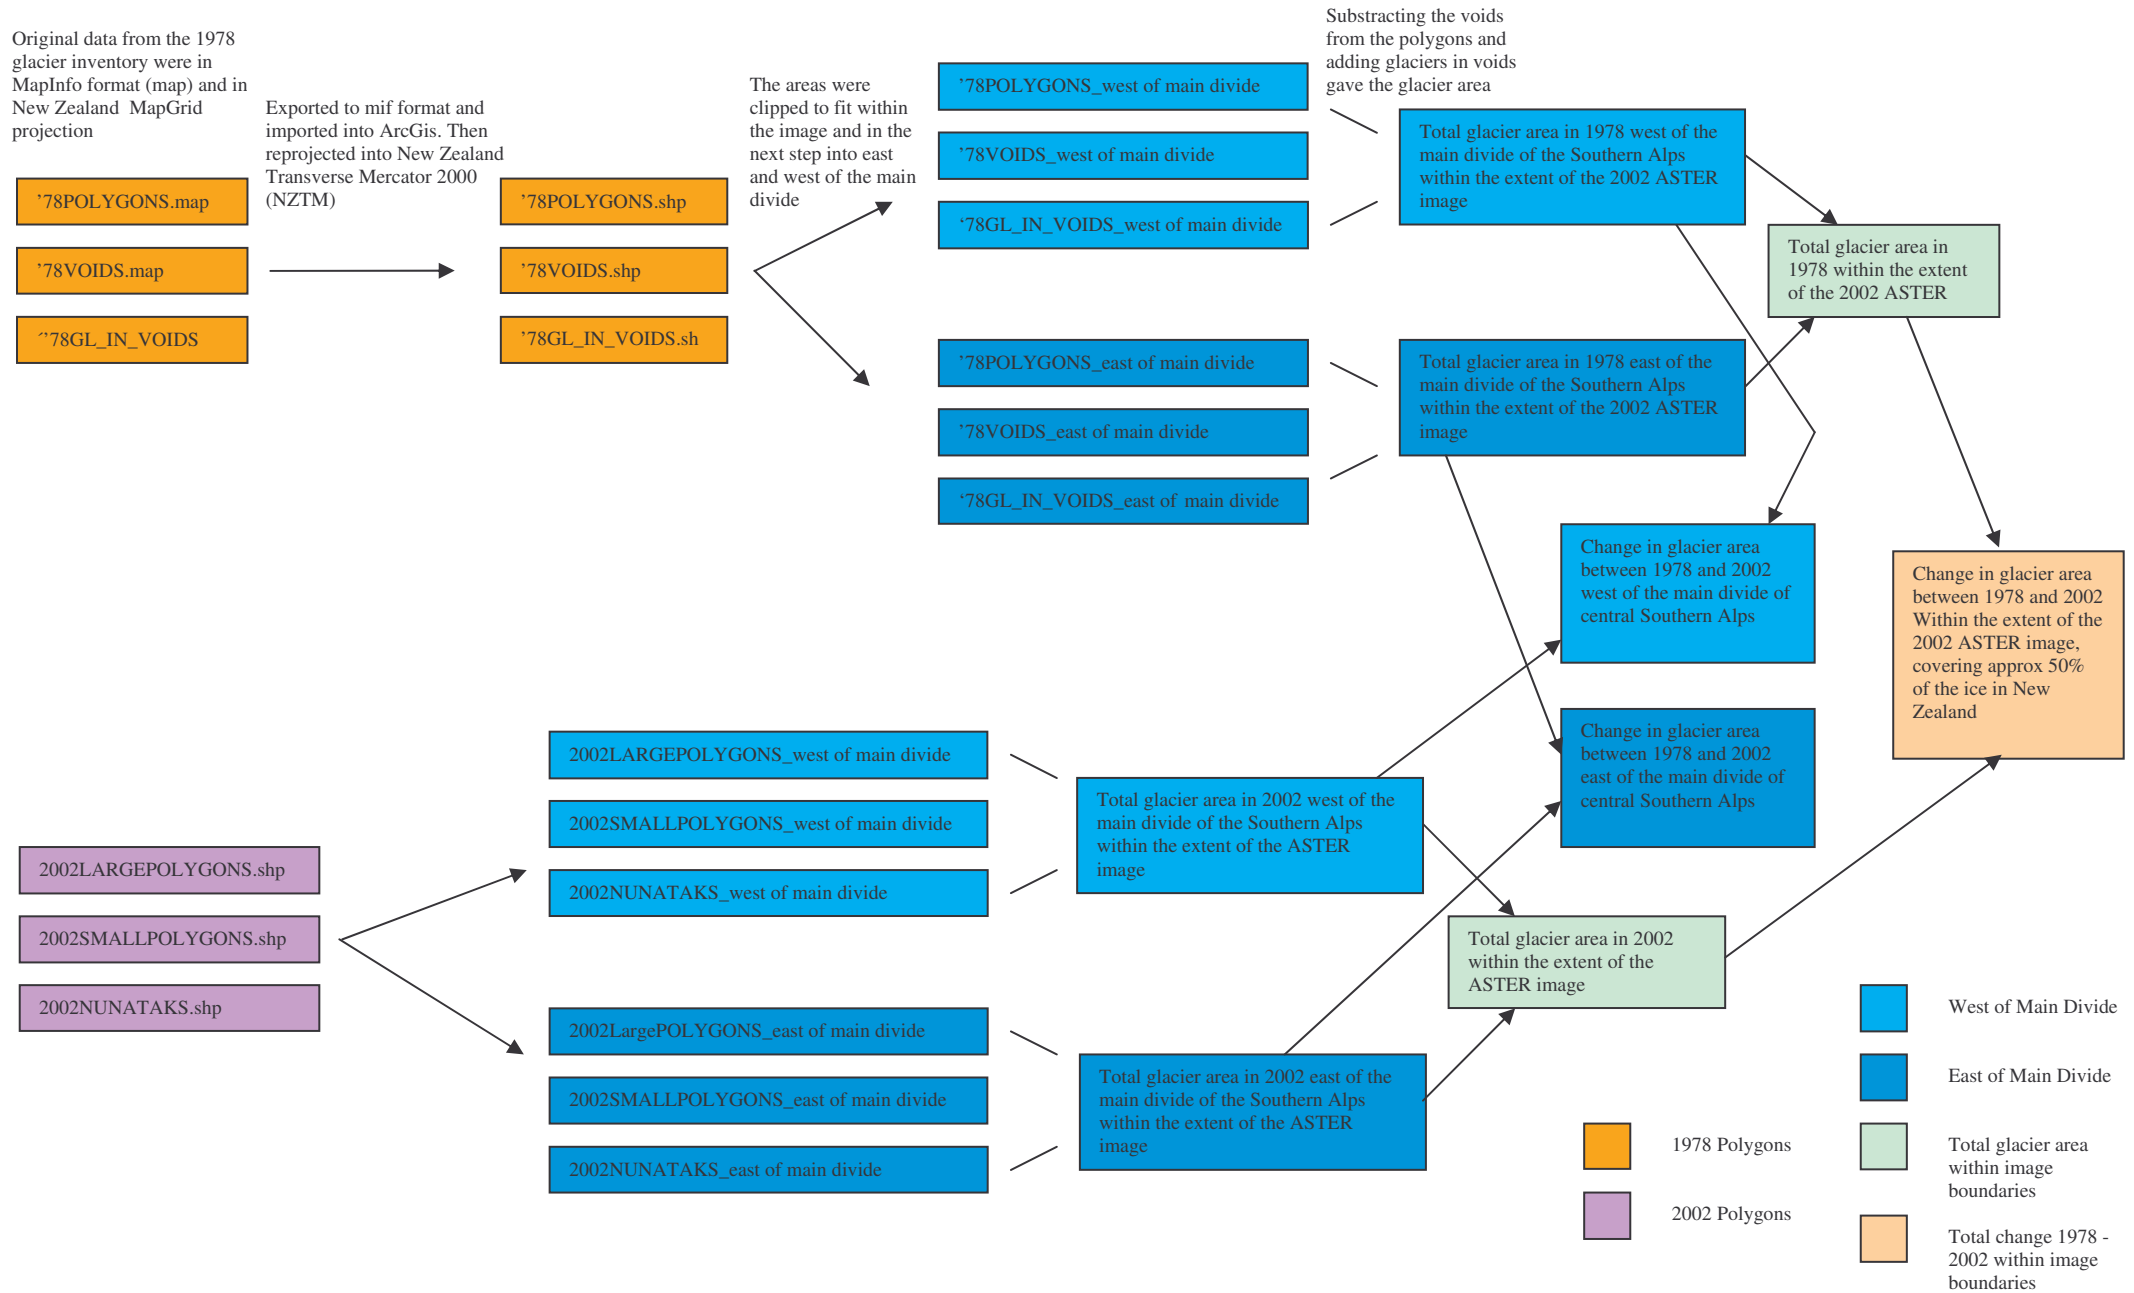 Original data from the 1978
glacier inventory were in
MapInfo format (map) and in
New Zealand  MapGrid
projection
Exported to mif format and
imported into ArcGis. Then
reprojected into New Zealand
Transverse Mercator 2000
(NZTM)
The areas were
clipped to fit within
the image and in the
next step into east
and west of the main
divide
Substracting the voids
from the polygons and
adding glaciers in voids
gave the glacier area
’78POLYGONS.map
’78VOIDS.map
´’78GL_IN_VOIDS
’78POLYGONS.shp
’78VOIDS.shp
’78GL_IN_VOIDS.sh
’78POLYGONS_west of main divide
’78VOIDS_west of main divide
‘78GL_IN_VOIDS_west of main divide
’78POLYGONS_east of main divide
’78VOIDS_east of main divide
‘78GL_IN_VOIDS_east of main divide
Total glacier area in 1978 west of the
main divide of the Southern Alps
within the extent of the 2002 ASTER
image
Total glacier area in 1978 east of the
main divide of the Southern Alps
within the extent of the 2002 ASTER
image
Total glacier area in
1978 within the extent
of the 2002 ASTER
Change in glacier area
between 1978 and 2002
west of the main divide of
central Southern Alps
Change in glacier area
between 1978 and 2002
east of the main divide of
central Southern Alps
Change in glacier area
between 1978 and 2002
Within the extent of the
2002 ASTER image,
covering approx 50%
of the ice in New
Zealand
2002LARGEPOLYGONS.shp
2002SMALLPOLYGONS.shp
2002NUNATAKS.shp
2002LARGEPOLYGONS_west of main divide
2002SMALLPOLYGONS_west of main divide
2002NUNATAKS_west of main divide
2002LargePOLYGONS_east of main divide
2002SMALLPOLYGONS_east of main divide
2002NUNATAKS_east of main divide
Total glacier area in 2002 west of the
main divide of the Southern Alps
within the extent of the ASTER
image
Total glacier area in 2002 east of the
main divide of the Southern Alps
within the extent of the ASTER
image
Total glacier area in 2002
within the extent of the
ASTER image
1978 Polygons
2002 Polygons
West of Main Divide
East of Main Divide
Total glacier area
within image
boundaries
Total change 1978 -
2002 within image
boundaries